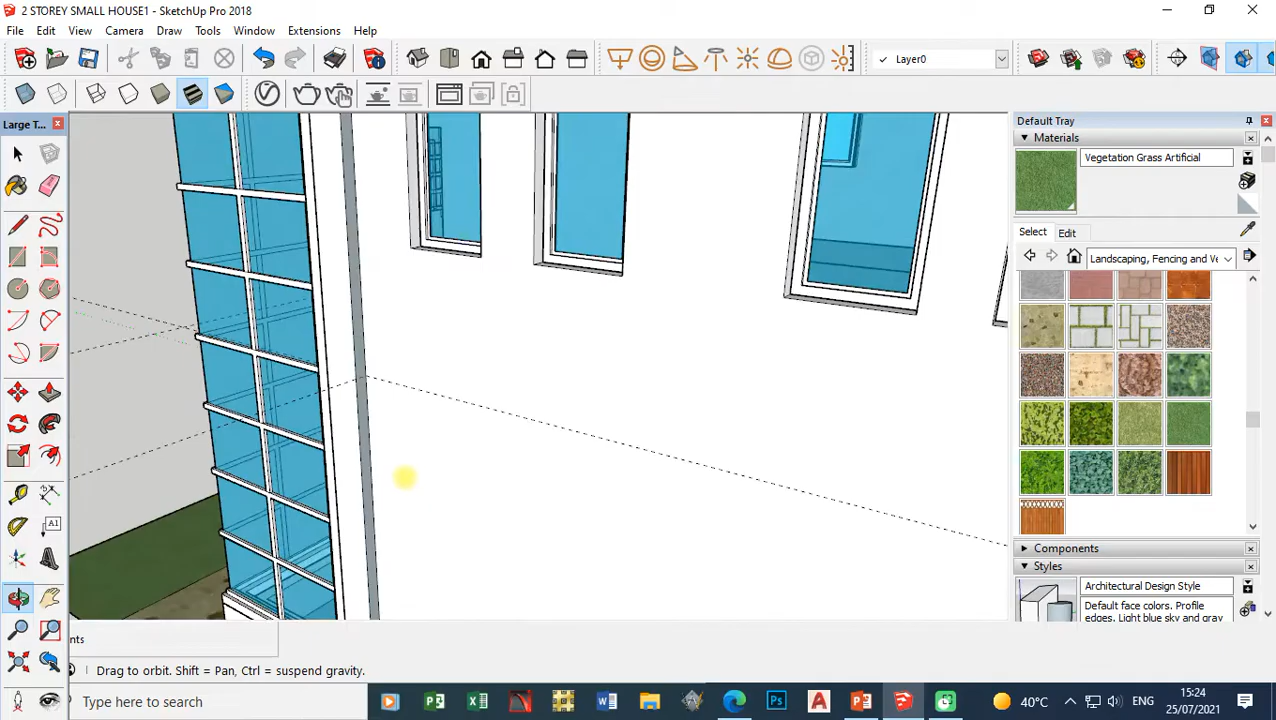 2 STOREY SMALL HOUSE1 - SketchUp Pro 2018
File Edit View Camera Draw Tools Window Extensions Help
Layer0
Large T...
Default Tray
Materials
Vegetation Grass Artificial
Select Edit
Landscaping, Fencing and Ve
A1
Components
Styles
Architectural Design Style
Default face colors. Profile
edges. Light blue sky and gray
nts
Drag to orbit. Shift = Pan, Ctrl = suspend gravity.
Type here to search
40°C
ENG
15:24
25/07/2021